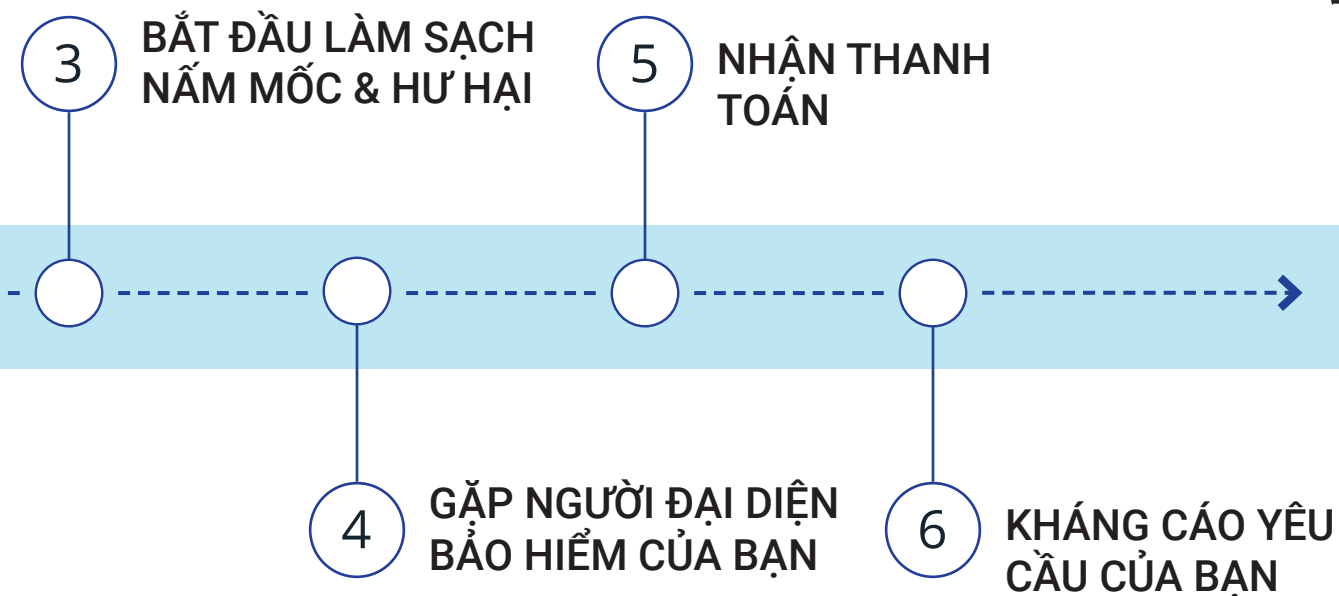 3
BẮT ĐẦU LÀM SẠCH
NẤM MỐC & HƯ HẠI
5
NHẬN THANH
TOÁN
4
GẶP NGƯỜI ĐẠI DIỆN
BẢO HIỂM CỦA BẠN
6
KHÁNG CÁO YÊU
CẦU CỦA BẠN